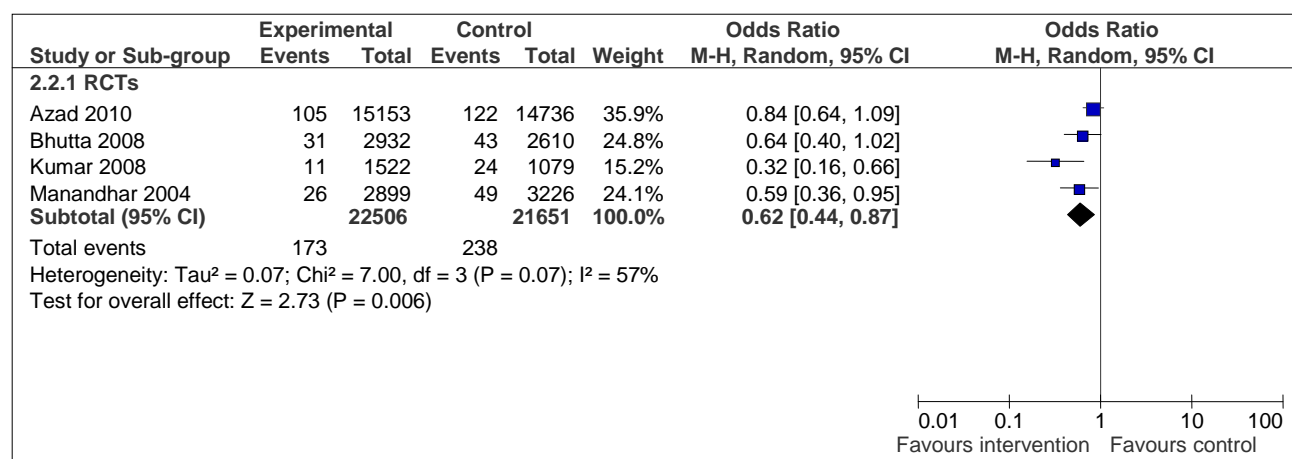 Experimental Control Odds Ratio Odds Ratio
Study or Sub-group Events Total Events Total Weight M-H, Random, 95% CI M-H, Random, 95% CI
2.2.1 RCTs
Azad 2010 105 15153 122 14736 35.9% 0.84 [0.64, 1.09]
Bhutta 2008 31 2932 43 2610 24.8% 0.64 [0.40, 1.02]
Kumar 2008 11 1522 24 1079 15.2% 0.32 [0.16, 0.66]
Manandhar 2004 26 2899 49 3226 24.1% 0.59 [0.36, 0.95]
Subtotal (95% CI) 22506 21651 100.0% 0.62 [0.44, 0.87]
Total events 173 238
Heterogeneity: Tau² = 0.07; Chi² = 7.00, df = 3 (P = 0.07); I² = 57%
Test for overall effect: Z = 2.73 (P = 0.006)
0.01 0.1 1 10 100
Favours intervention Favours control